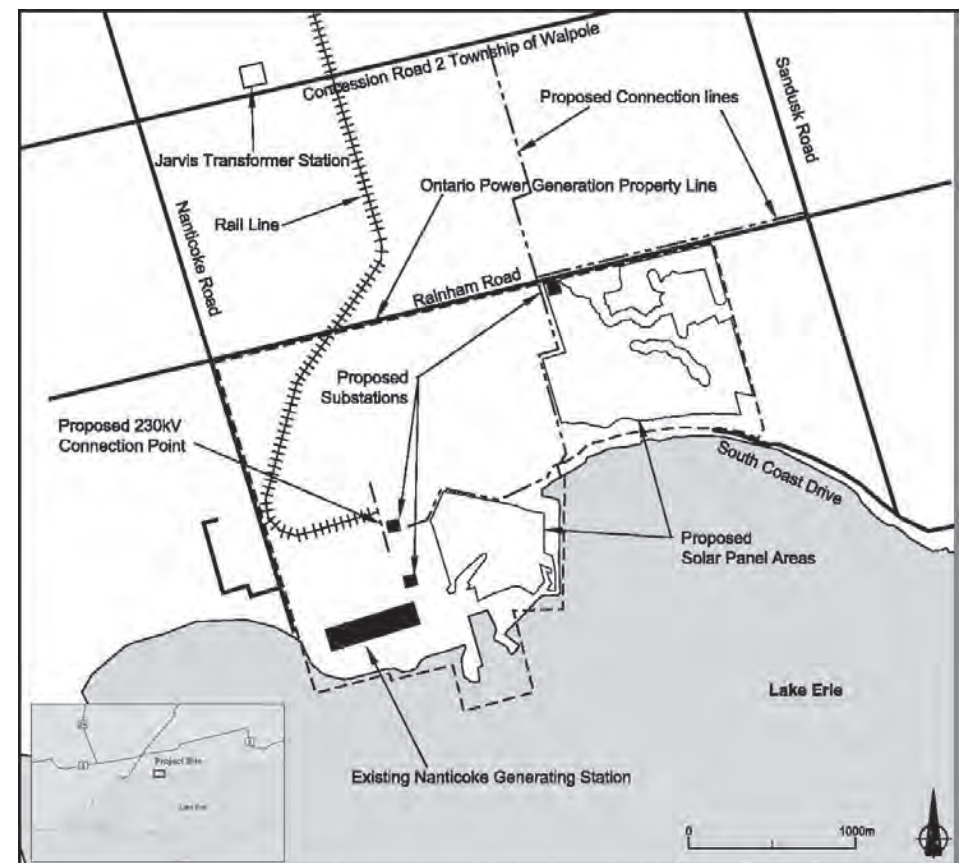 Concession Road 2 Township of Walpole
Sandusk Road
Proposed Connection lines
Jarvis Transformer Station
Ontario Power Generation Property Line
Nanticoke Road
Rail Line
Rainham Road
Proposed
Substations
Proposed 230kV
Connection Point
South Coast Drive
Proposed
Solar Panel Areas
Lake Erie
Project Site
Lake Erie
Existing Nanticoke Generating Station
0 1000m